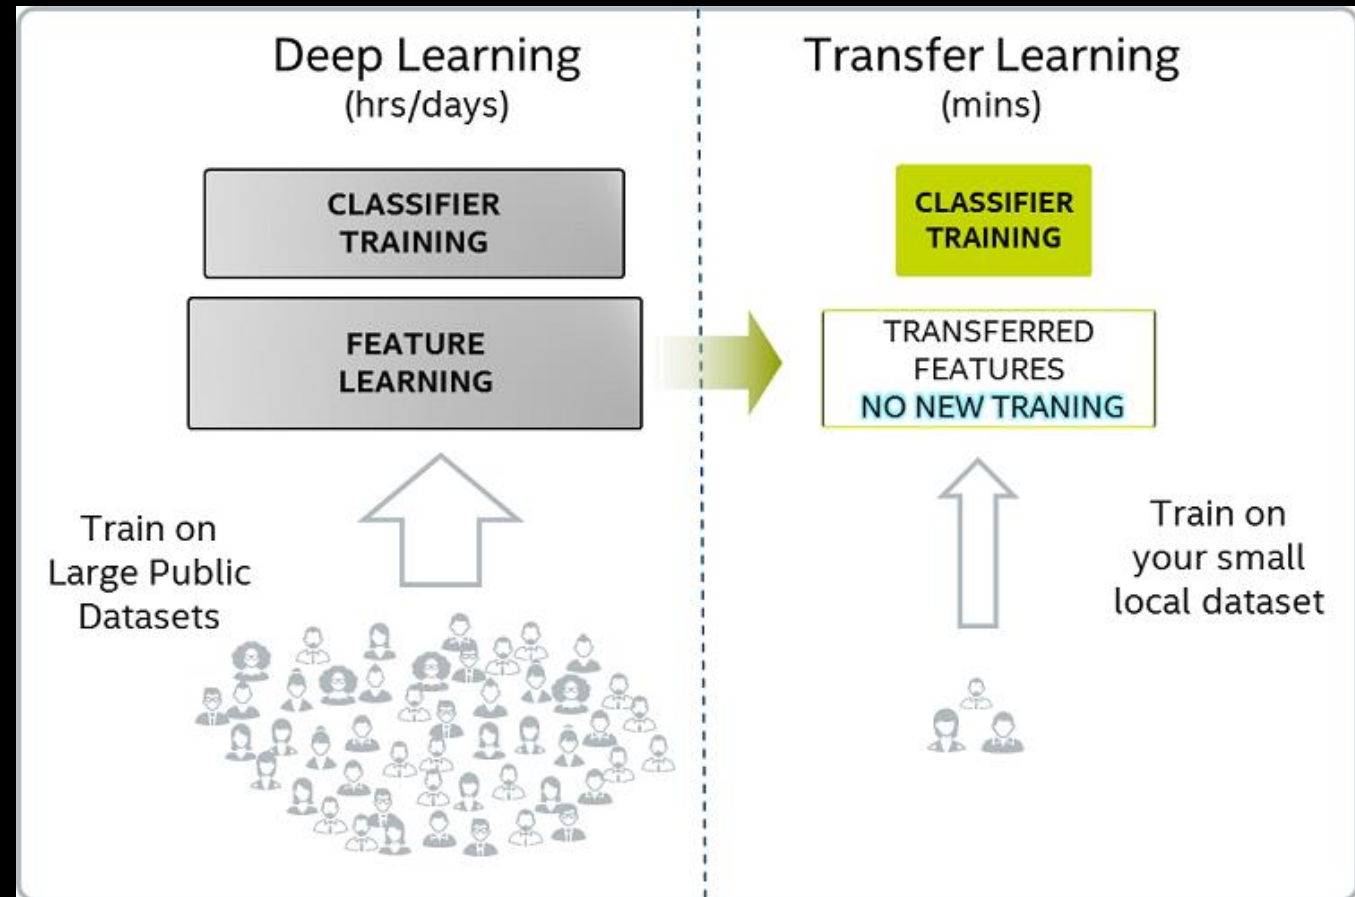 Deep Learning
(hrs/days)
CLASSIFIER
TRAINING
FEATURE
LEARNING
Train on
Large Public
Datasets
Transfer Learning
(mins)
CLASSIFIER
TRAINING
TRANSFERRED
FEATURES
NO NEW TRANING
Train on
your small
local dataset